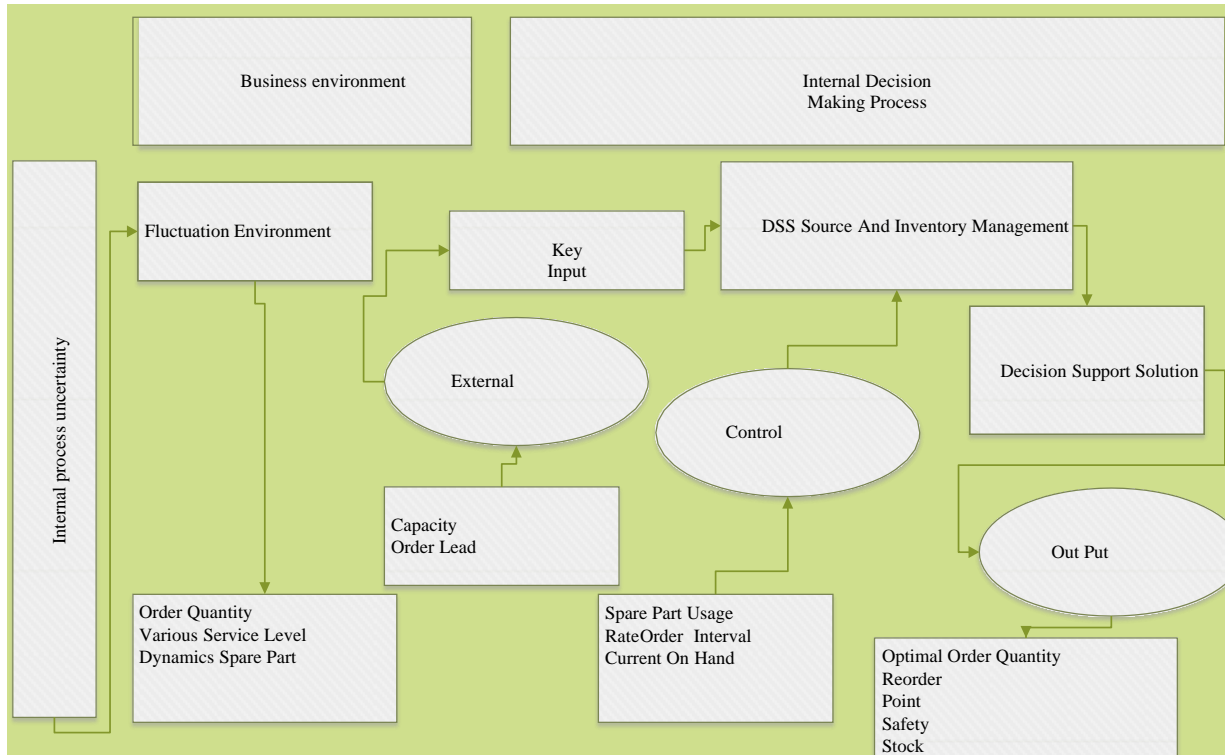 Business environment
Internal Decision
Making Process
Internal process uncertainty
Fluctuation Environment
Key
Input
DSS Source And Inventory Management
External
Control
Decision Support Solution
Capacity
Order Lead
Out Put
Order Quantity
Various Service Level
Dynamics Spare Part
Spare Part Usage
RateOrder Interval
Current On Hand
Optimal Order Quantity
Reorder
Point
Safety
Stock